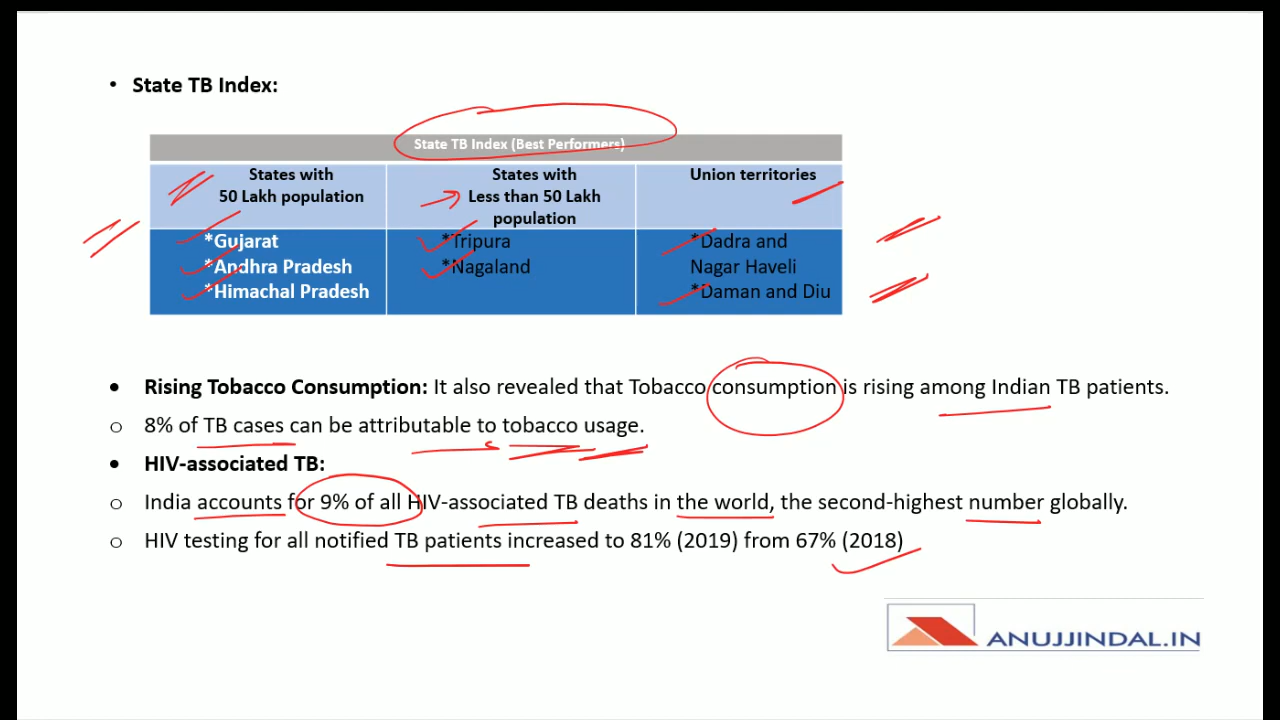 • State TB Index:
State TB Index (Best Performers)
States with
50 Lakh population
States with
Less than 50 Lakh
population
Union territories
*Gujarat
*Andhra Pradesh
*Himachal Pradesh
*Tripura
*Nagaland
*Dadra and
Nagar Haveli
*Daman and Diu
• Rising Tobacco Consumption: It also revealed that Tobacco consumption is rising among Indian TB patients.
o 8% of TB cases can be attributable to tobacco usage.
• HIV-associated TB:
o India accounts for 9% of all HIV-associated TB deaths in the world, the second-highest number globally.
o HIV testing for all notified TB patients increased to 81% (2019) from 67% (2018)
ANUJJINDAL.IN